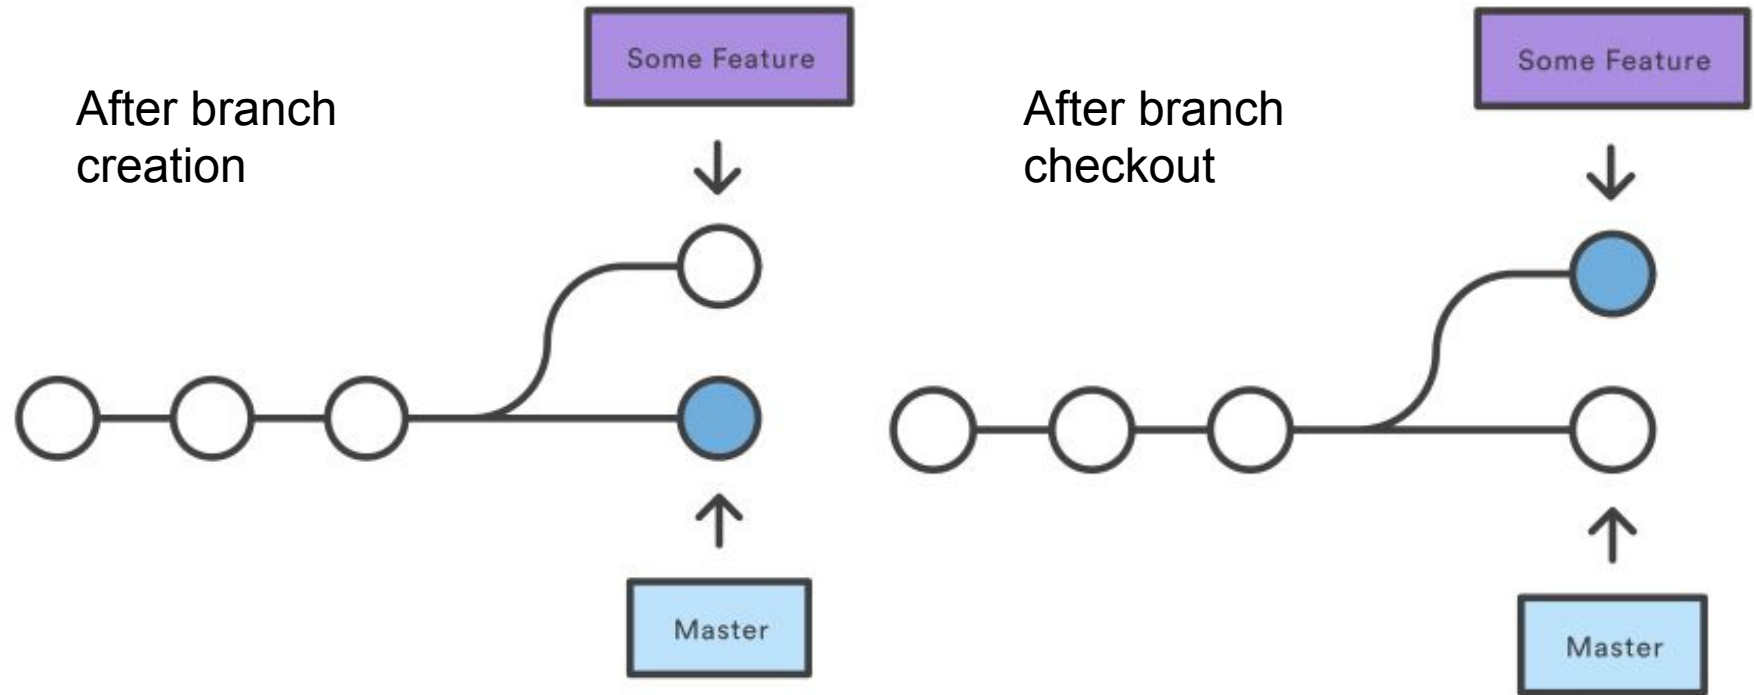 After branch
creation
Some Feature
Master
After branch
checkout
Some Feature
Master